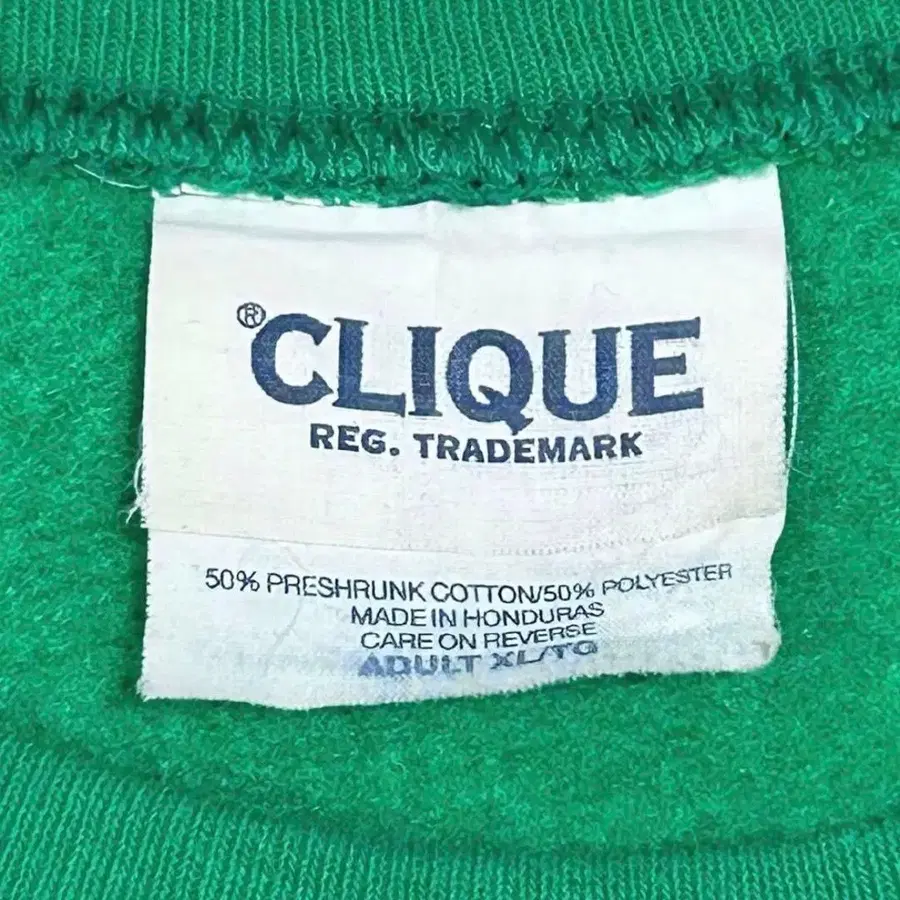 ®CLIQUE
REG. TRADEMARK
50% PRESHRUNK COTTON/50% POLYESTER
MADE IN HONDURAS
CARE ON REVERSE
ADULT XL/TG